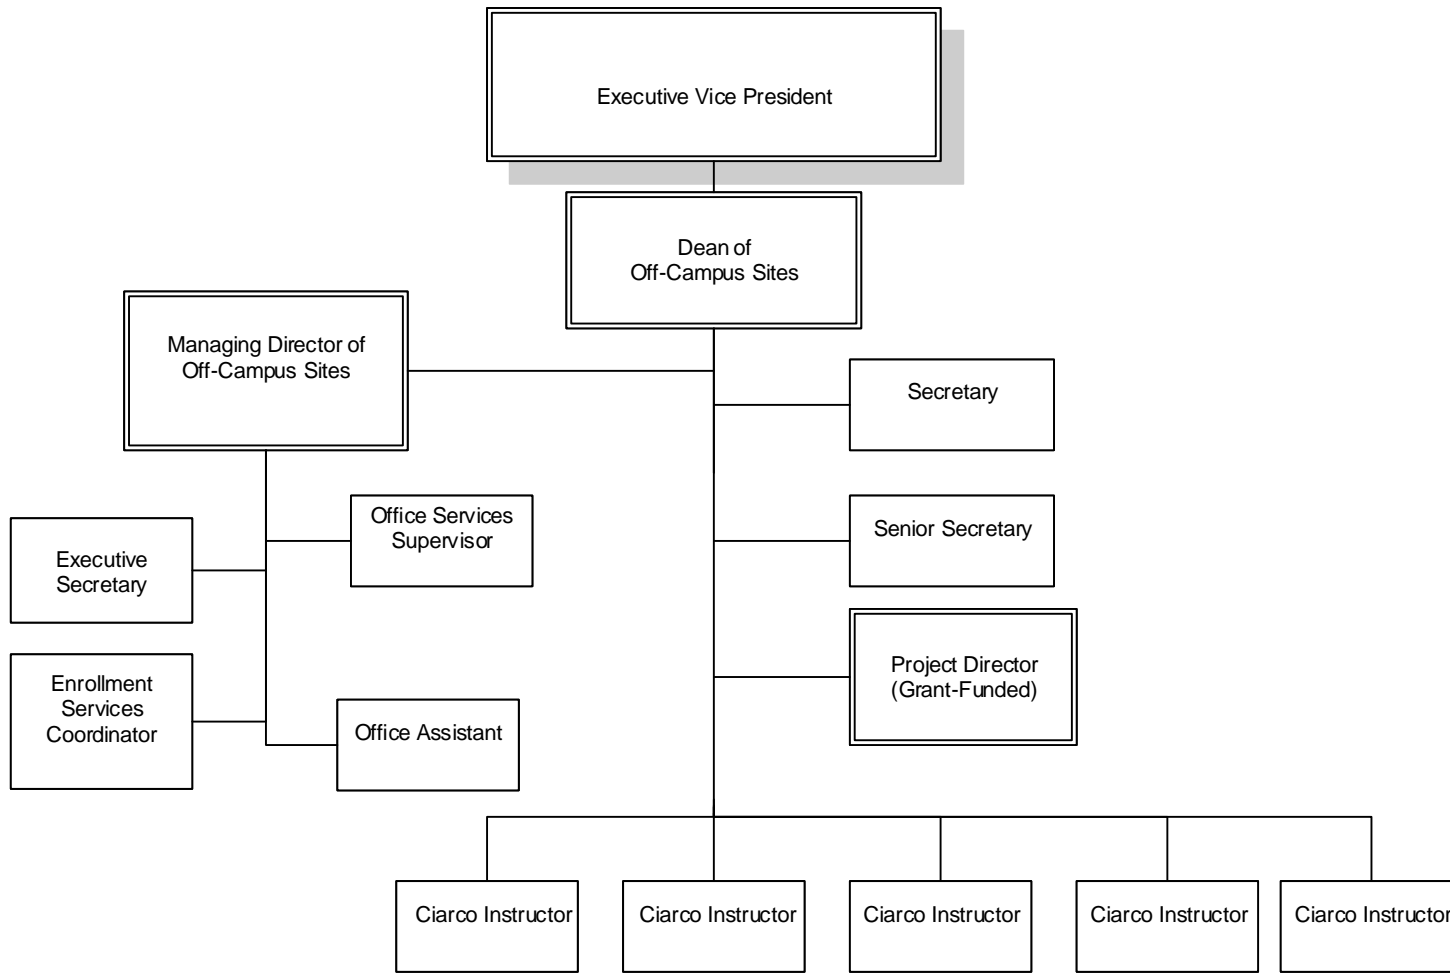 Executive Vice President
Dean of
Off-Campus Sites
Managing Director of
Off-Campus Sites
Secretary
Office Services
Supervisor
Senior Secretary
Executive
Secretary
Project Director
(Grant-Funded)
Enrollment
Services
Coordinator
Office Assistant
Ciarco Instructor
Ciarco Instructor
Ciarco Instructor
Ciarco Instructor
Ciarco Instructor